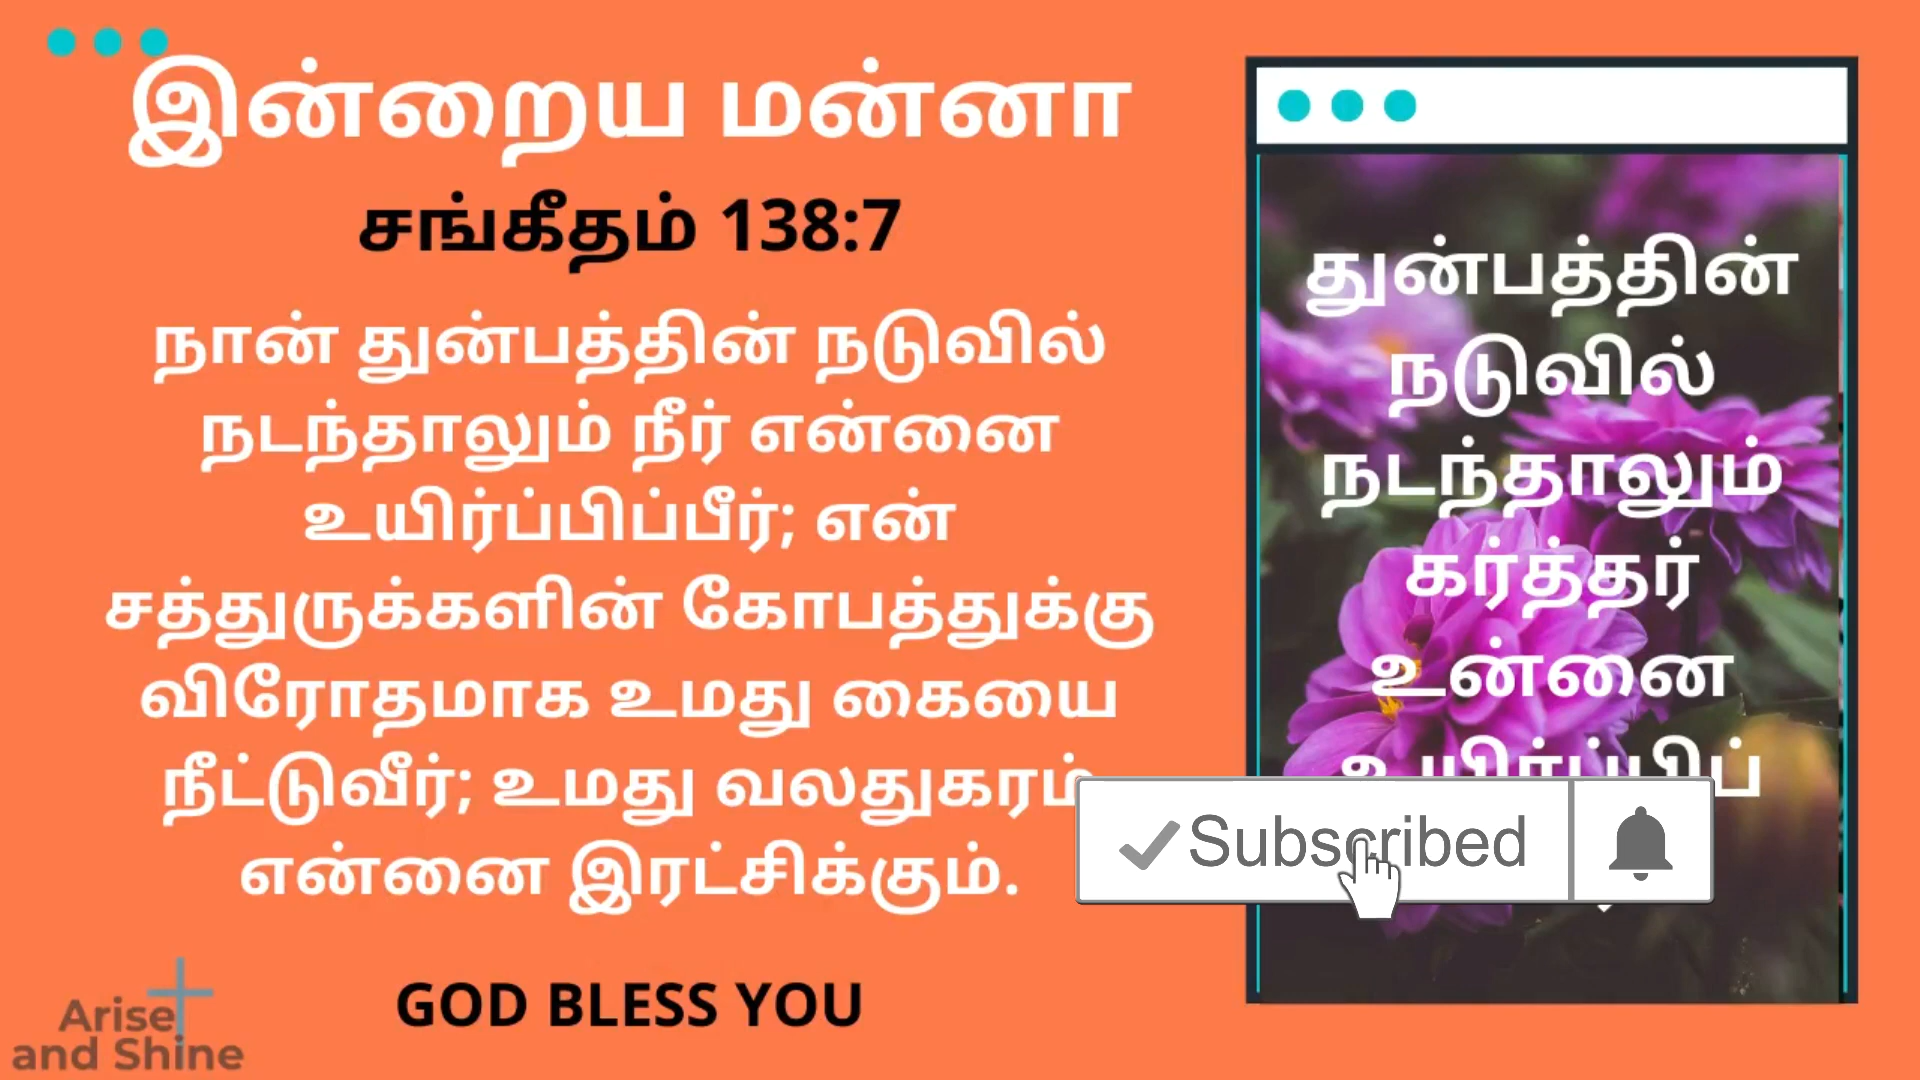 இன்றைய மன்னா
சங்கீதம் 138:7
நான் துன்பத்தின் நடுவில்
நடந்தாலும் நீர் என்னை
உயிர்ப்பிப்பீர்; என்
சத்துருக்களின் கோபத்துக்கு
விரோதமாக உமது கையை
நீட்டுவீர்; உமது வலதுகரம்
என்னை இரட்சிக்கும்.
GOD BLESS YOU
Arise
and Shine
துன்பத்தின்
நடுவில்
நடந்தாலும்
கர்த்தர்
உன்னை
உயிர்ப்பிப்
Subscribed